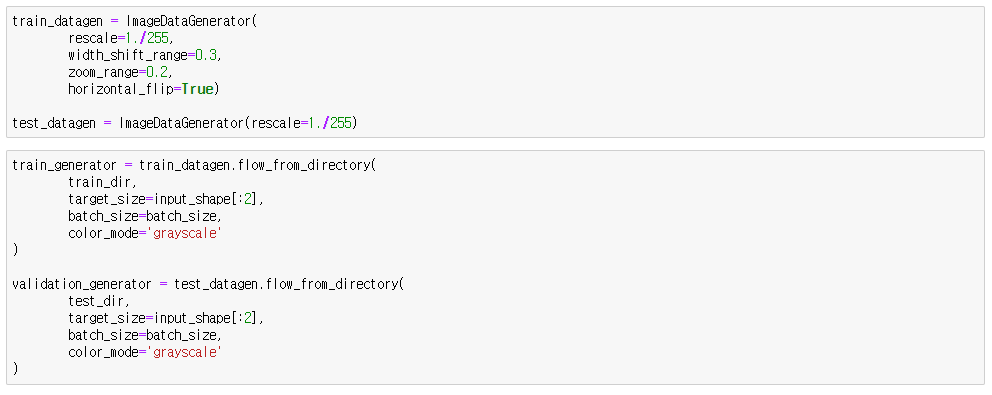 train_datagen = ImageDataGenerator(
        rescale=1./255,
        width_shift_range=0.3,
        zoom_range=0.2,
        horizontal_flip=True)

test_datagen = ImageDataGenerator(rescale=1./255)

train_generator = train_datagen.flow_from_directory(
        train_dir,
        target_size=input_shape[:2],
        batch_size=batch_size,
        color_mode='grayscale'
)

validation_generator = test_datagen.flow_from_directory(
        test_dir,
        target_size=input_shape[:2],
        batch_size=batch_size,
        color_mode='grayscale'
)